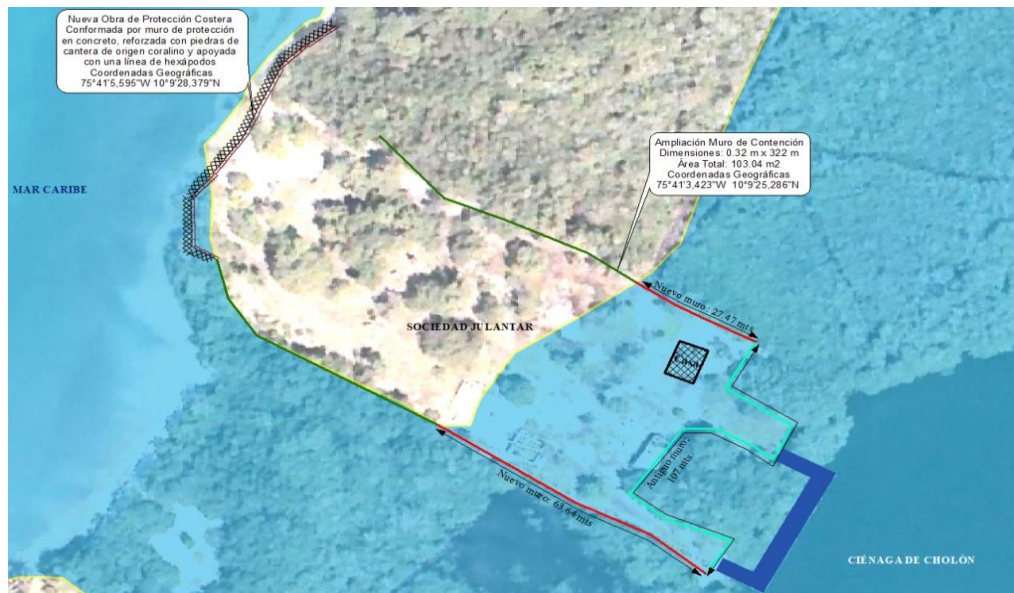 Nueva Obra de Protección Costera
Conformada por muro de protección
en concreto, reforzada con piedras de
cantera de origen coralino y apoyada
con una línea de hexápodos
Coordenadas Geográficas
75°41'5,595"W 10°9'28,379"N
Ampliación Muro de Contención
Dimensiones: 0.32 m x 322 m
Área Total: 103.04 m2
Coordenadas Geográficas
75°41'3,423"W 10°9'25,286"N
MAR CARIBE
Nuevo muro: 27.47 mts
SOCIEDAD JULANTAR
Casa
Antiguo muro:
107 mts
Nuevo muro: 63.64 mts
CIÉNAGA DE CHOLÓN